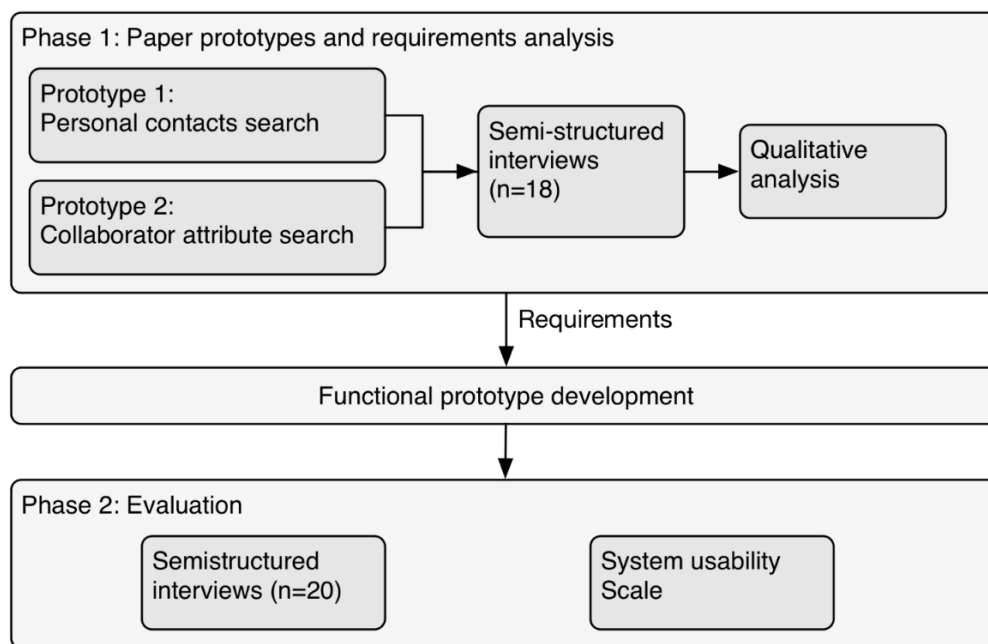 Phase 1: Paper prototypes and requirements analysis
Prototype 1:
Personal contacts search
Prototype 2:
Collaborator attribute search
Semi-structured
interviews
(n=18)
Qualitative
analysis
Requirements
Functional prototype development
Phase 2: Evaluation
Semistructured
interviews (n=20)
System usability
Scale